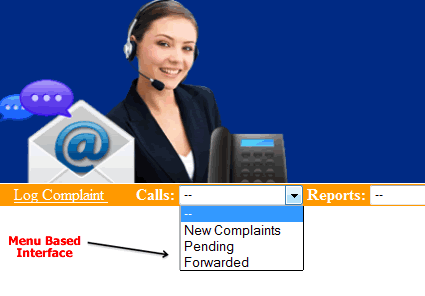 @
Log Complaint Calls: -- Reports: --
--
New Complaints
Pending
Forwarded
Menu Based
Interface